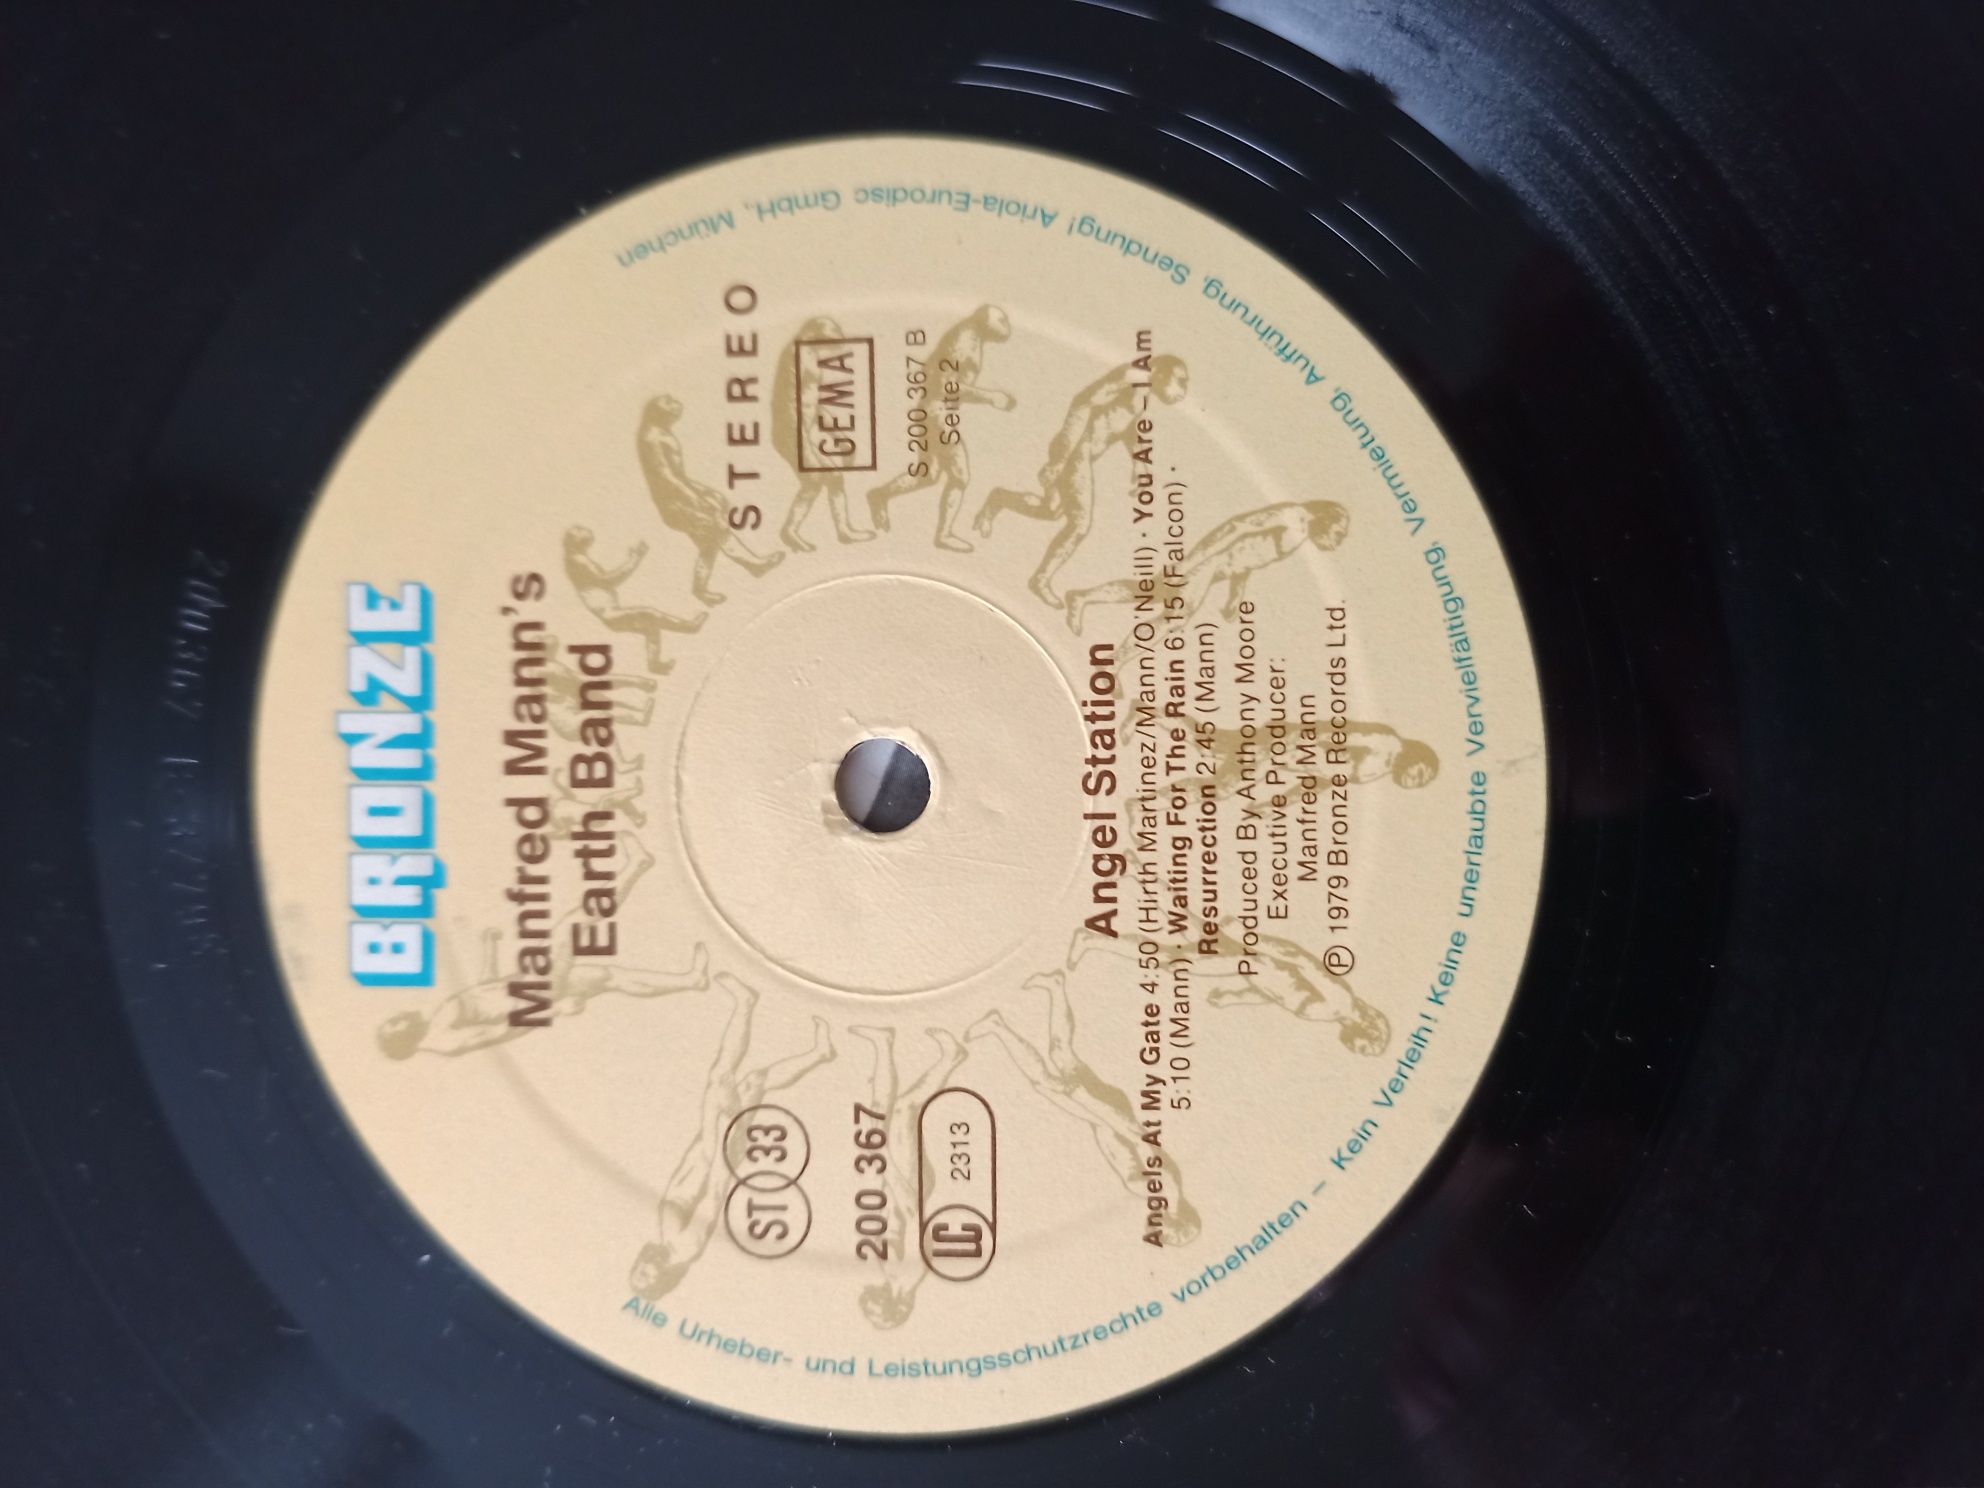 BRONZE
Manfred Mann's
Earth Band
ST 33
STEREO
200 367
GEMA
LC 2313
S 200 367 B
Seite 2
Angel Station
Angels At My Gate 4:50 (Hirth Martinez/Mann/O'Neill) · You Are – I Am
5:10 (Mann) · Waiting For The Rain 6:15 (Falcon) ·
Resurrection 2:45 (Mann)
Produced By Anthony Moore
Executive Producer:
Manfred Mann
Ⓟ 1979 Bronze Records Ltd.
Alle Urheber- und Leistungsschutzrechte vorbehalten – Kein Verleih! Keine unerlaubte Vervielfältigung, Vermietung, Aufführung, Sendung! Ariola-Eurodisc GmbH., München